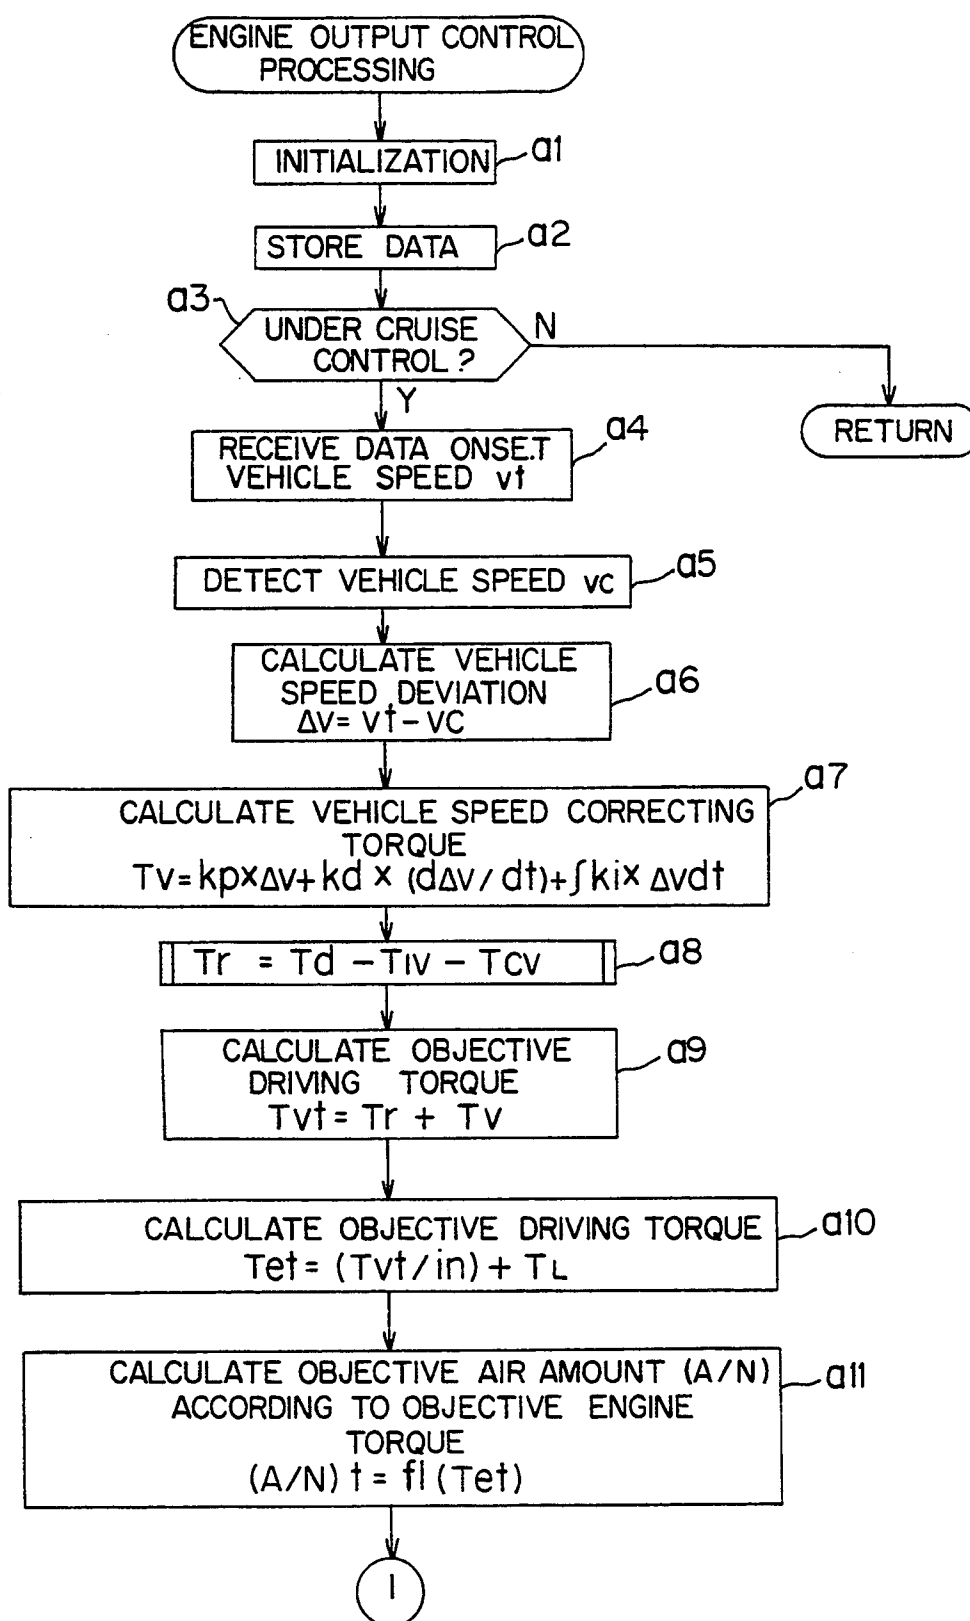 ENGINE OUTPUT CONTROL
PROCESSING
INITIALIZATION
a1
STORE DATA
a2
a3
UNDER CRUISE
CONTROL?
N
Y
RETURN
RECEIVE DATA ONSET
VEHICLE SPEED vt
a4
DETECT VEHICLE SPEED vc
a5
CALCULATE VEHICLE
SPEED DEVIATION
Δv = vt - vc
a6
CALCULATE VEHICLE SPEED CORRECTING
TORQUE
Tv = kp × Δv + kd × (dΔv / dt) + ∫ki × Δvdt
a7
Tr = Td - TIV - TCV
a8
CALCULATE OBJECTIVE
DRIVING TORQUE
Tvt = Tr + Tv
a9
CALCULATE OBJECTIVE DRIVING TORQUE
Tet = (Tvt / in) + TL
a10
CALCULATE OBJECTIVE AIR AMOUNT (A/N)
ACCORDING TO OBJECTIVE ENGINE
TORQUE
(A/N) t = f1 (Tet)
a11
1